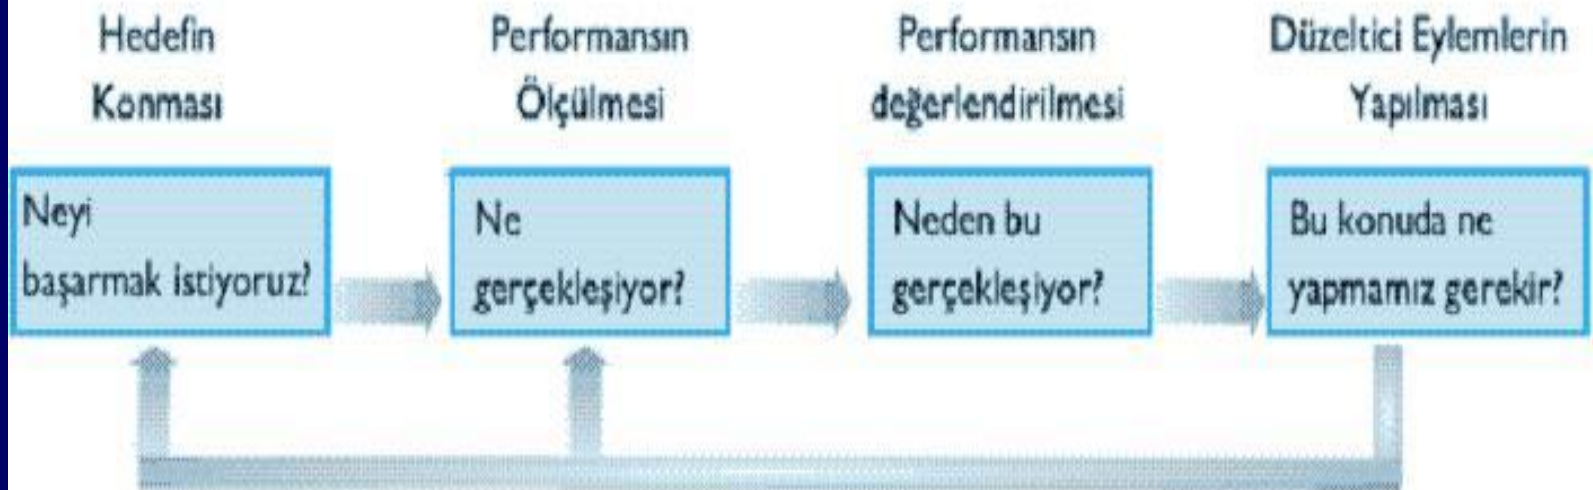 Hedefin
Konması
Performansın
Ölçülmesi
Performansın
değerlendirilmesi
Düzeltici Eylemlerin
Yapılması
Neyi
başarmak istiyoruz?
Ne
gerçekleşiyor?
Neden bu
gerçekleşiyor?
Bu konuda ne
yapmamız gerekir?